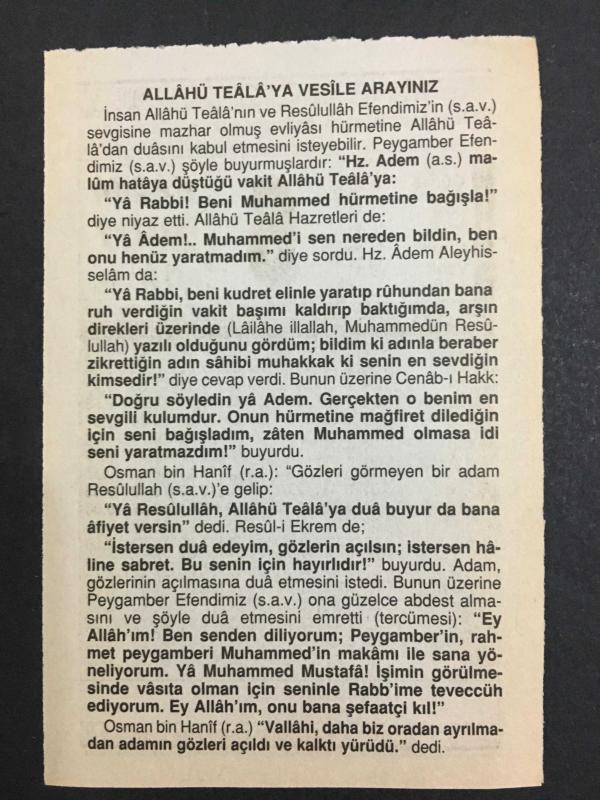 ALLÂHÜ TEÂLÂ'YA VESÎLE ARAYINIZ
İnsan Allâhü Teâlâ'nın ve Resûlullâh Efendimiz'in (s.a.v.)
sevgisine mazhar olmuş evliyâsı hürmetine Allâhü Teâ-
lâ'dan duâsını kabul etmesini isteyebilir. Peygamber Efen-
dimiz (s.a.v.) şöyle buyurmuşlardır: "Hz. Adem (a.s.) ma-
lûm hatâya düştüğü vakit Allâhü Teâlâ'ya:
"Yâ Rabbi! Beni Muhammed hürmetine bağışla!"
diye niyaz etti. Allâhü Teâlâ Hazretleri de:
"Yâ Âdem!.. Muhammed'i sen nereden bildin, ben
onu henüz yaratmadım." diye sordu. Hz. Âdem Aleyhis-
selâm da:
"Yâ Rabbi, beni kudret elinle yaratıp rûhundan bana
ruh verdiğin vakit başımı kaldırıp baktığımda, arşın
direkleri üzerinde (Lâilâhe illallah, Muhammedün Resû-
lullah) yazılı olduğunu gördüm; bildim ki adınla beraber
zikrettiğin adın sâhibi muhakkak ki senin en sevdiğin
kimsedir!" diye cevap verdi. Bunun üzerine Cenâb-ı Hakk:
"Doğru söyledin yâ Adem. Gerçekten o benim en
sevgili kulumdur. Onun hürmetine mağfiret dilediğin
için seni bağışladım, zâten Muhammed olmasa idi
seni yaratmazdım!" buyurdu.
Osman bin Hanîf (r.a.): "Gözleri görmeyen bir adam
Resûlullah (s.a.v.)'e gelip:
"Yâ Resûlullâh, Allâhü Teâlâ'ya duâ buyur da bana
âfiyet versin" dedi. Resûl-i Ekrem de;
"İstersen duâ edeyim, gözlerin açılsın; istersen hâ-
line sabret. Bu senin için hayırlıdır!" buyurdu. Adam,
gözlerinin açılmasına duâ etmesini istedi. Bunun üzerine
Peygamber Efendimiz (s.a.v.) ona güzelce abdest alma-
sını ve şöyle duâ etmesini emretti (tercümesi): "Ey
Allâh'ım! Ben senden diliyorum; Peygamber'in, rah-
met peygamberi Muhammed'in makâmı ile sana yö-
neliyorum. Yâ Muhammed Mustafâ! İşimin görülme-
sinde vâsıta olman için seninle Rabb'ime teveccüh
ediyorum. Ey Allâh'ım, onu bana şefaatçi kıl!"
Osman bin Hanîf (r.a.) "Vallâhi, daha biz oradan ayrılma-
dan adamın gözleri açıldı ve kalktı yürüdü." dedi.